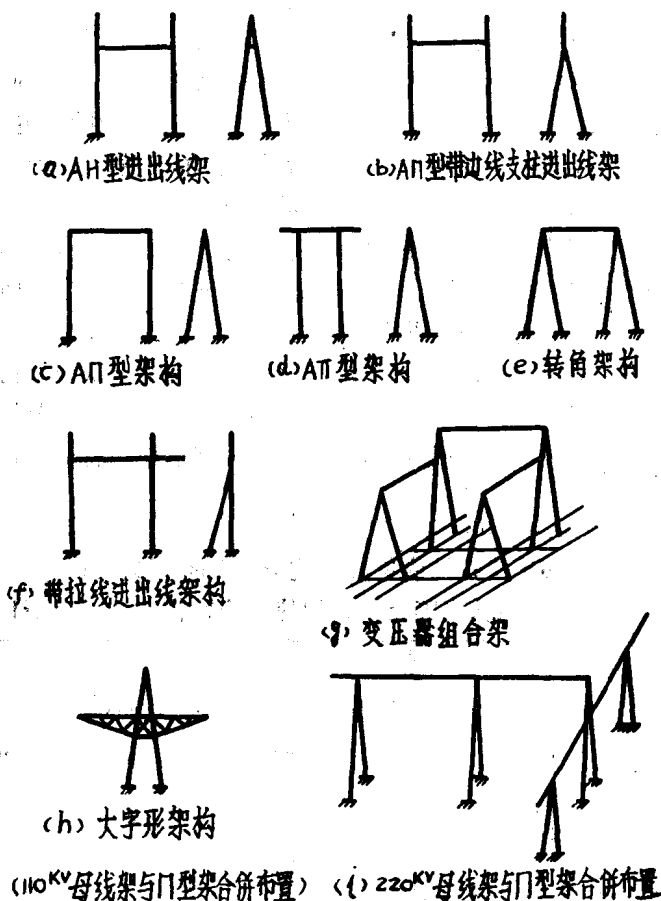 (a)AH型进出线架
(b)AΠ型带边线支柱进出线架
(c)AΠ型架构
(d)AΠ型架构
(e)转角架构
(f)带拉线进出线架构
(g)变压器组合架
(h)大字形架构
(110KV母线架与门型架合併布置)
(i)220KV母线架与门型架合併布置